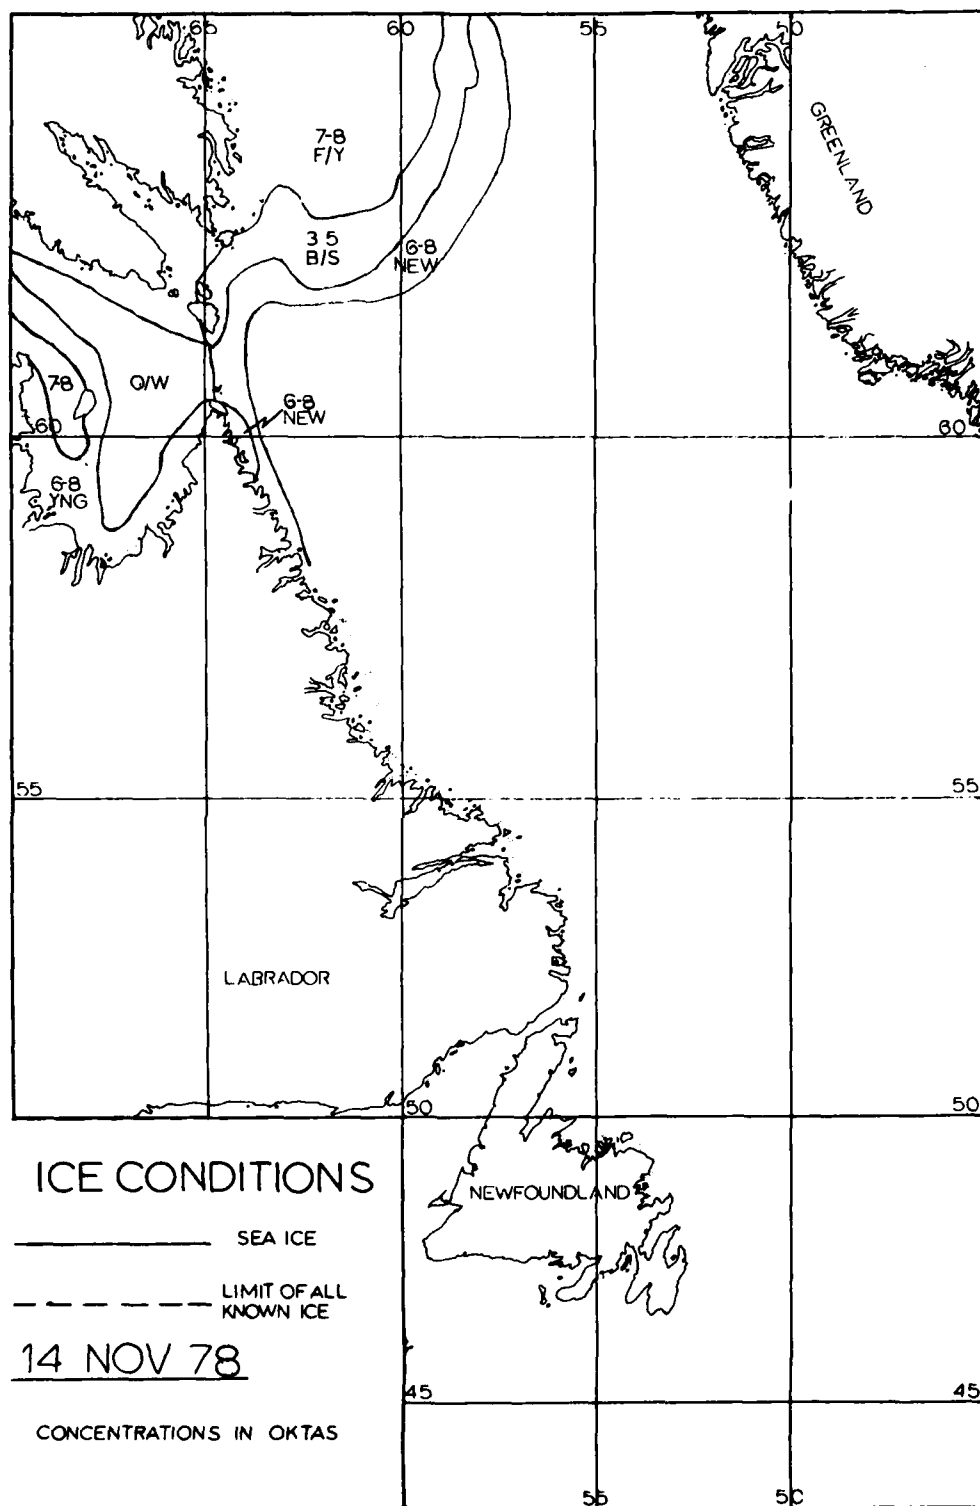 65
60
55
50
GREENLAND
7-8
F/Y
3 5
B/S
6-8
NEW
7-8
O/W
6-8
NEW
60
60
6-8
YNG
55
55
LABRADOR
50
50
ICE CONDITIONS
NEWFOUNDLAND
SEA ICE
LIMIT OF ALL
KNOWN ICE
14 NOV 78
45
45
CONCENTRATIONS IN OKTAS
55
50